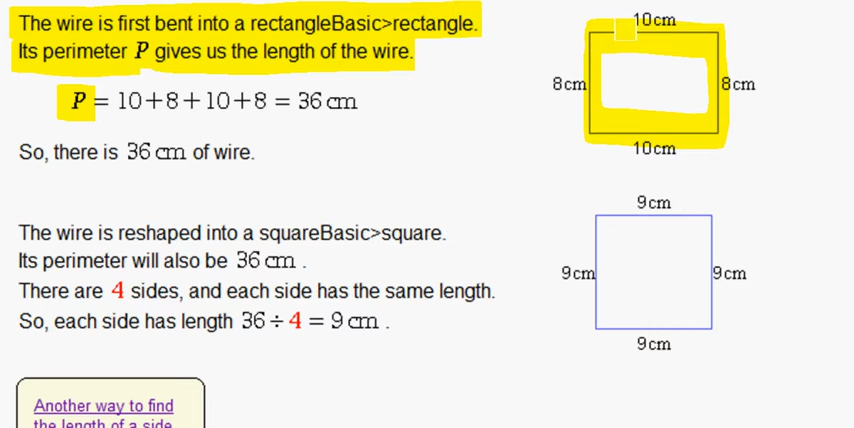 The wire is first bent into a rectangleBasic>rectangle.
Its perimeter P gives us the length of the wire.
P = 10+8+10+8 = 36 cm
So, there is 36 cm of wire.
10cm
8cm
8cm
10cm
The wire is reshaped into a squareBasic>square.
Its perimeter will also be 36 cm .
There are 4 sides, and each side has the same length.
So, each side has length 36 ÷ 4 = 9 cm .
9cm
9cm
9cm
9cm
Another way to find
the length of a side